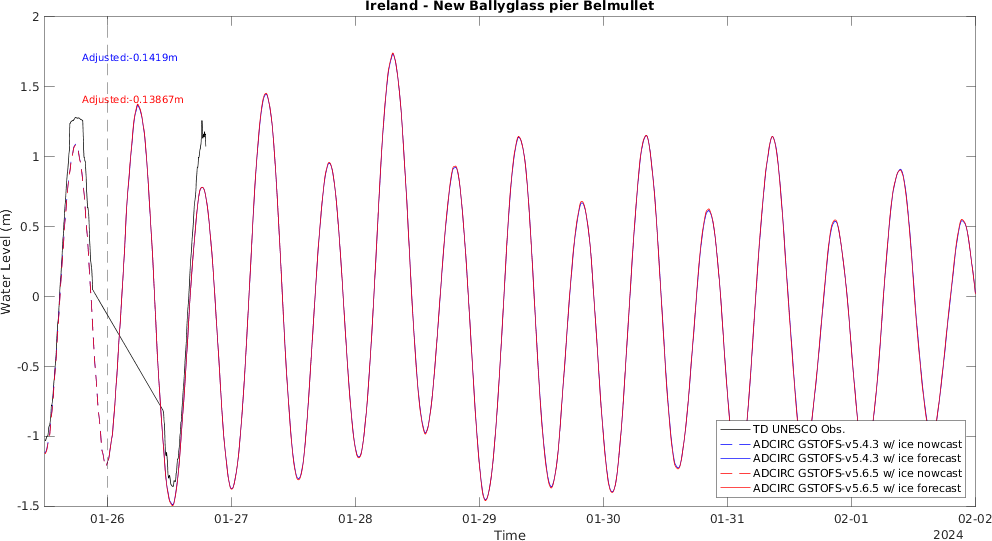 Ireland - New Ballyglass pier Belmullet
2
1.5
1
0.5
0
-0.5
-1
-1.5
Water Level (m)
Adjusted:-0.1419m
Adjusted:-0.13867m
TD UNESCO Obs.
ADCIRC GSTOFS-v5.4.3 w/ ice nowcast
ADCIRC GSTOFS-v5.4.3 w/ ice forecast
ADCIRC GSTOFS-v5.6.5 w/ ice nowcast
ADCIRC GSTOFS-v5.6.5 w/ ice forecast
01-26 01-27 01-28 01-29 01-30 01-31 02-01 02-02
Time
2024